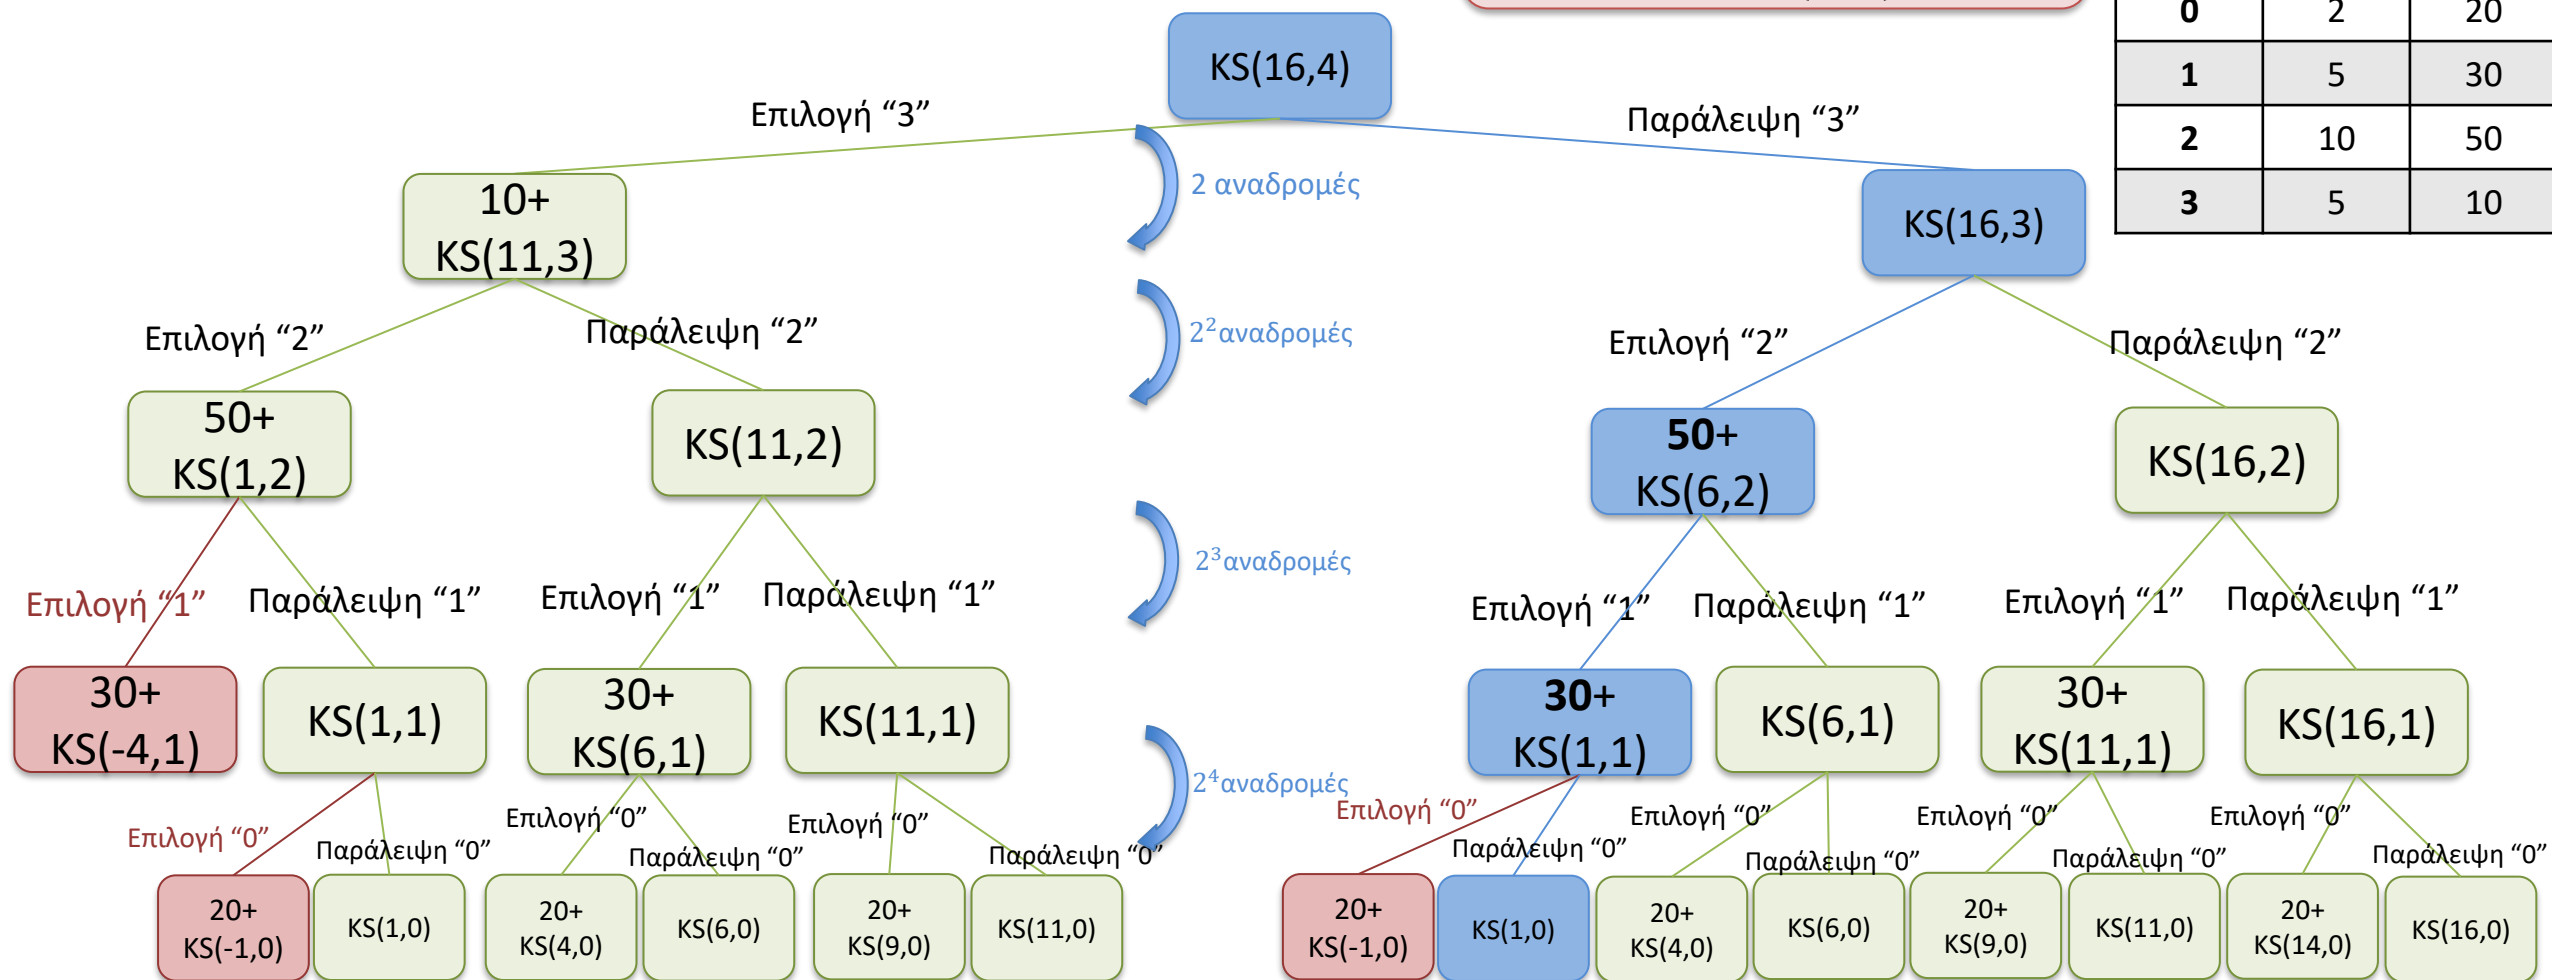 0 2 20
KS(16,4)
1 5 30
Επιλογή “3”
Παράλειψη “3”
2 10 50
2 αναδρομές
10+
KS(11,3)
KS(16,3)
3 5 10
Επιλογή “2”
Παράλειψη “2”
2² αναδρομές
Επιλογή “2”
Παράλειψη “2”
50+
KS(1,2)
KS(11,2)
50+
KS(6,2)
KS(16,2)
2³ αναδρομές
Επιλογή “1”
Παράλειψη “1”
Επιλογή “1”
Παράλειψη “1”
Επιλογή “1”
Παράλειψη “1”
Επιλογή “1”
Παράλειψη “1”
30+
KS(-4,1)
KS(1,1)
30+
KS(6,1)
KS(11,1)
30+
KS(1,1)
KS(6,1)
30+
KS(11,1)
KS(16,1)
2⁴ αναδρομές
Επιλογή “0”
Παράλειψη “0”
Επιλογή “0”
Παράλειψη “0”
Επιλογή “0”
Παράλειψη “0”
Επιλογή “0”
Παράλειψη “0”
Επιλογή “0”
Παράλειψη “0”
Επιλογή “0”
Παράλειψη “0”
Επιλογή “0”
Παράλειψη “0”
20+
KS(-1,0)
KS(1,0)
20+
KS(4,0)
KS(6,0)
20+
KS(9,0)
KS(11,0)
20+
KS(-1,0)
KS(1,0)
20+
KS(4,0)
KS(6,0)
20+
KS(9,0)
KS(11,0)
20+
KS(14,0)
KS(16,0)